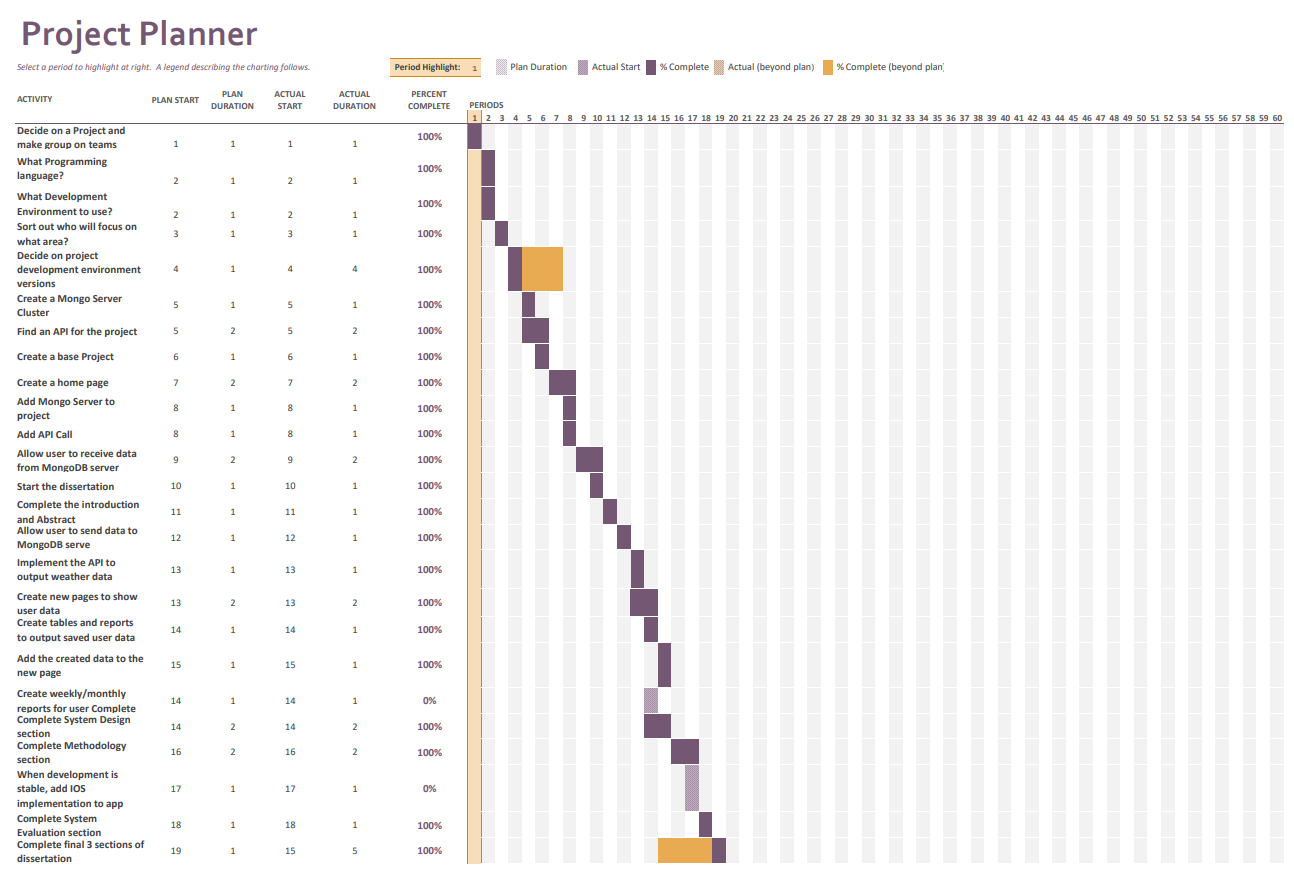 Project Planner
Select a period to highlight at right.  A legend describing the charting follows.
Period Highlight: 1
Plan Duration
Actual Start
% Complete
Actual (beyond plan)
% Complete (beyond plan)
ACTIVITY
PLAN START
PLAN
DURATION
ACTUAL
START
ACTUAL
DURATION
PERCENT
COMPLETE
PERIODS
1 2 3 4 5 6 7 8 9 10 11 12 13 14 15 16 17 18 19 20 21 22 23 24 25 26 27 28 29 30 31 32 33 34 35 36 37 38 39 40 41 42 43 44 45 46 47 48 49 50 51 52 53 54 55 56 57 58 59 60
Decide on a Project and
make group on teams
1 1 1 1 100%
What Programming
language?
2 1 2 1 100%
What Development
Environment to use?
2 1 2 1 100%
Sort out who will focus on
what area?
3 1 3 1 100%
Decide on project
development environment
versions
4 1 4 4 100%
Create a Mongo Server
Cluster
5 1 5 1 100%
Find an API for the project
5 2 5 2 100%
Create a base Project
6 1 6 1 100%
Create a home page
7 2 7 2 100%
Add Mongo Server to
project
8 1 8 1 100%
Add API Call
8 1 8 1 100%
Allow user to receive data
from MongoDB server
9 2 9 2 100%
Start the dissertation
10 1 10 1 100%
Complete the introduction
and Abstract
11 1 11 1 100%
Allow user to send data to
MongoDB serve
12 1 12 1 100%
Implement the API to
output weather data
13 1 13 1 100%
Create new pages to show
user data
13 2 13 2 100%
Create tables and reports
to output saved user data
14 1 14 1 100%
Add the created data to the
new page
15 1 15 1 100%
Create weekly/monthly
reports for user Complete
14 1 14 1 0%
Complete System Design
section
14 2 14 2 100%
Complete Methodology
section
16 2 16 2 100%
When development is
stable, add IOS
implementation to app
17 1 17 1 0%
Complete System
Evaluation section
18 1 18 1 100%
Complete final 3 sections of
dissertation
19 1 15 5 100%